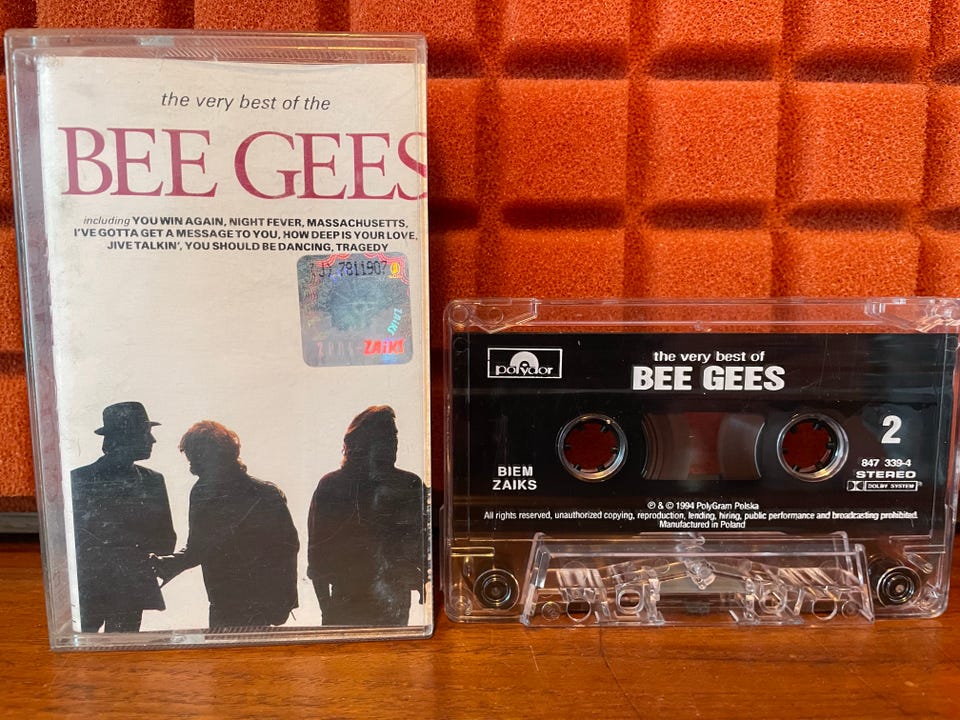 the very best of the
BEE GEES
including YOU WIN AGAIN, NIGHT FEVER, MASSACHUSETTS,
I'VE GOTTA GET A MESSAGE TO YOU, HOW DEEP IS YOUR LOVE,
JIVE TALKIN', YOU SHOULD BE DANCING, TRAGEDY
7811907
ZAiKS
ZAiKS
polydor
the very best of
BEE GEES
2
847 339-4
STEREO
DOLBY SYSTEM
BIEM
ZAIKS
℗ & © 1994 PolyGram Polska
All rights reserved, unauthorized copying, reproduction, lending, hiring, public performance and broadcasting prohibited.
Manufactured in Poland